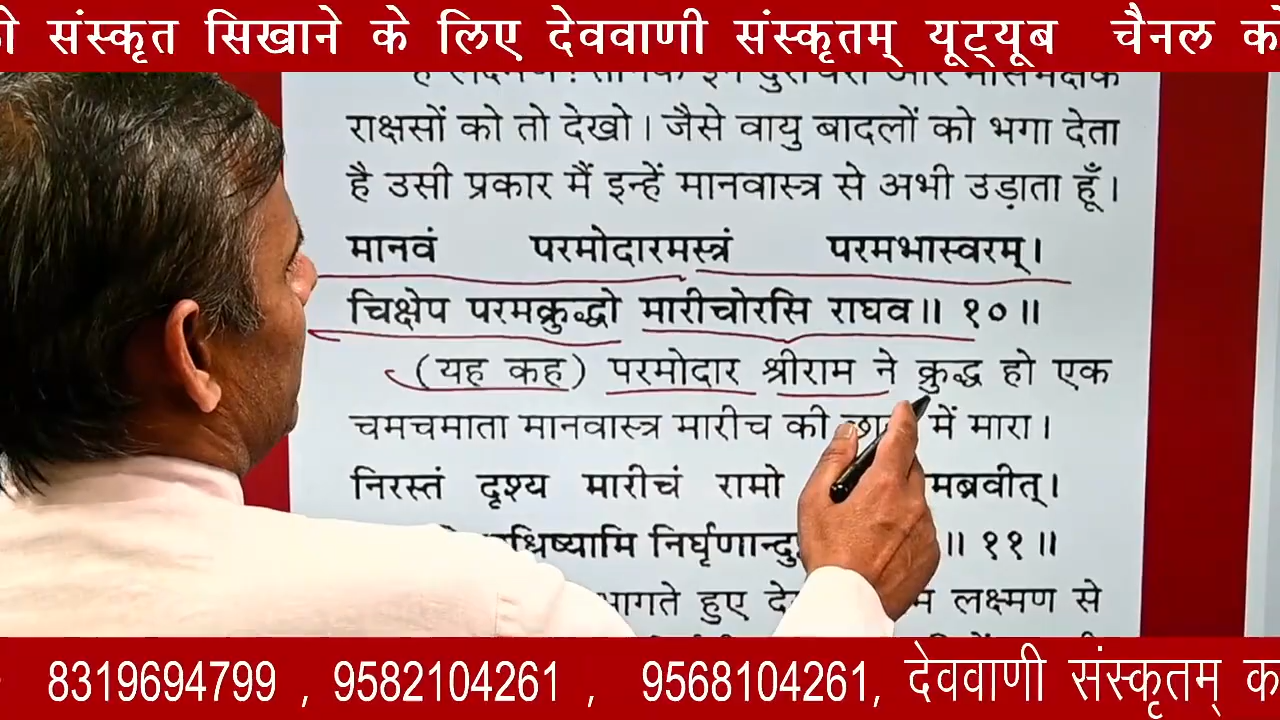 संस्कृत सिखाने के लिए देववाणी संस्कृतम् यूट्यूब चैनल को
राक्षसों को तो देखो । जैसे वायु बादलों को भगा देता
है उसी प्रकार मैं इन्हें मानवास्त्र से अभी उड़ाता हूँ ।
मानवं परमोदारमस्त्रं परमभास्वरम् ।
चिक्षेप परमक्रुद्धो मारीचोरसि राघव ॥ १० ॥
(यह कह) परमोदार श्रीराम ने क्रुद्ध हो एक
चमचमाता मानवास्त्र मारीच की में मारा ।
निरस्तं दृश्य मारीचं रामो मब्रवीत् ।
धिष्यामि निर्घृणान्दु ॥ ११ ॥
भागते हुए लक्ष्मण से
8319694799 , 9582104261 , 9568104261, देववाणी संस्कृतम्